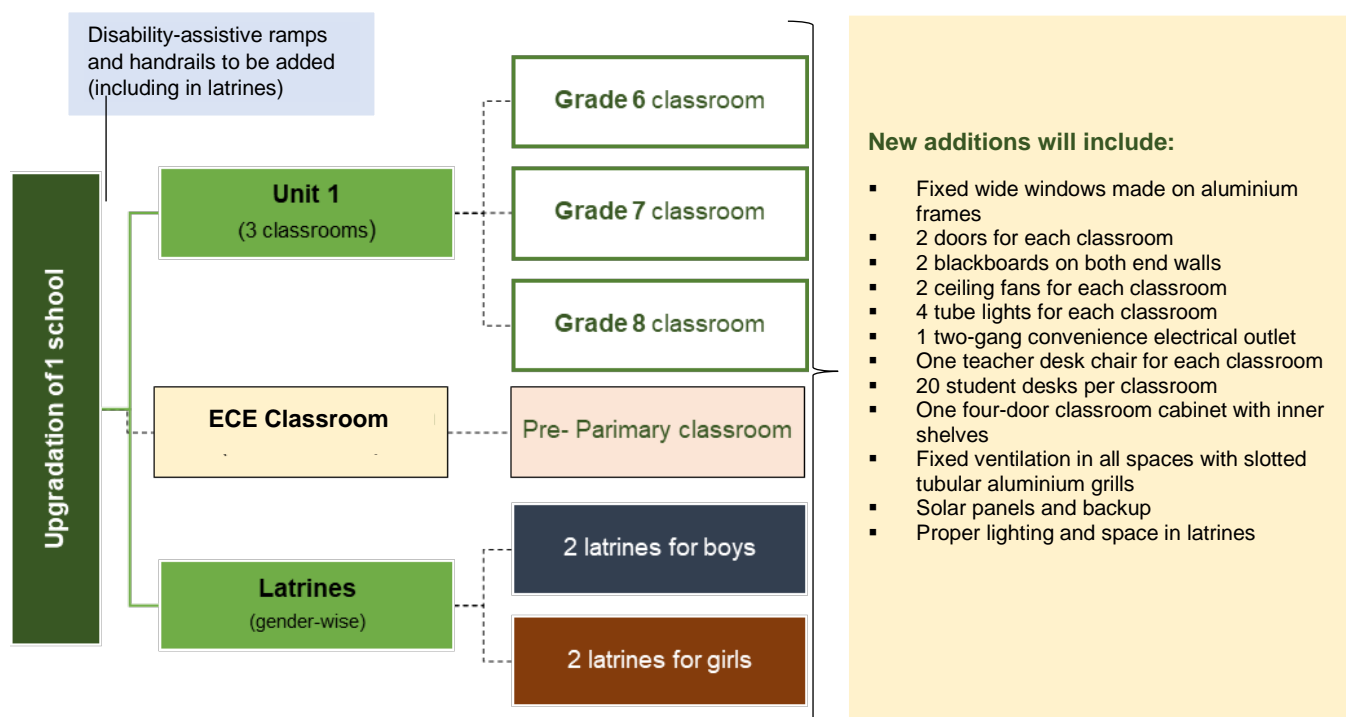 Disability-assistive ramps
and handrails to be added
(including in latrines)
Upgradation of 1 school
Unit 1
(3 classrooms)
Grade 6 classroom
Grade 7 classroom
Grade 8 classroom
ECE Classroom
Pre- Parimary classroom
Latrines
(gender-wise)
2 latrines for boys
2 latrines for girls
New additions will include:
▪ Fixed wide windows made on aluminium
frames
▪ 2 doors for each classroom
▪ 2 blackboards on both end walls
▪ 2 ceiling fans for each classroom
▪ 4 tube lights for each classroom
▪ 1 two-gang convenience electrical outlet
▪ One teacher desk chair for each classroom
▪ 20 student desks per classroom
▪ One four-door classroom cabinet with inner
shelves
▪ Fixed ventilation in all spaces with slotted
tubular aluminium grills
▪ Solar panels and backup
▪ Proper lighting and space in latrines